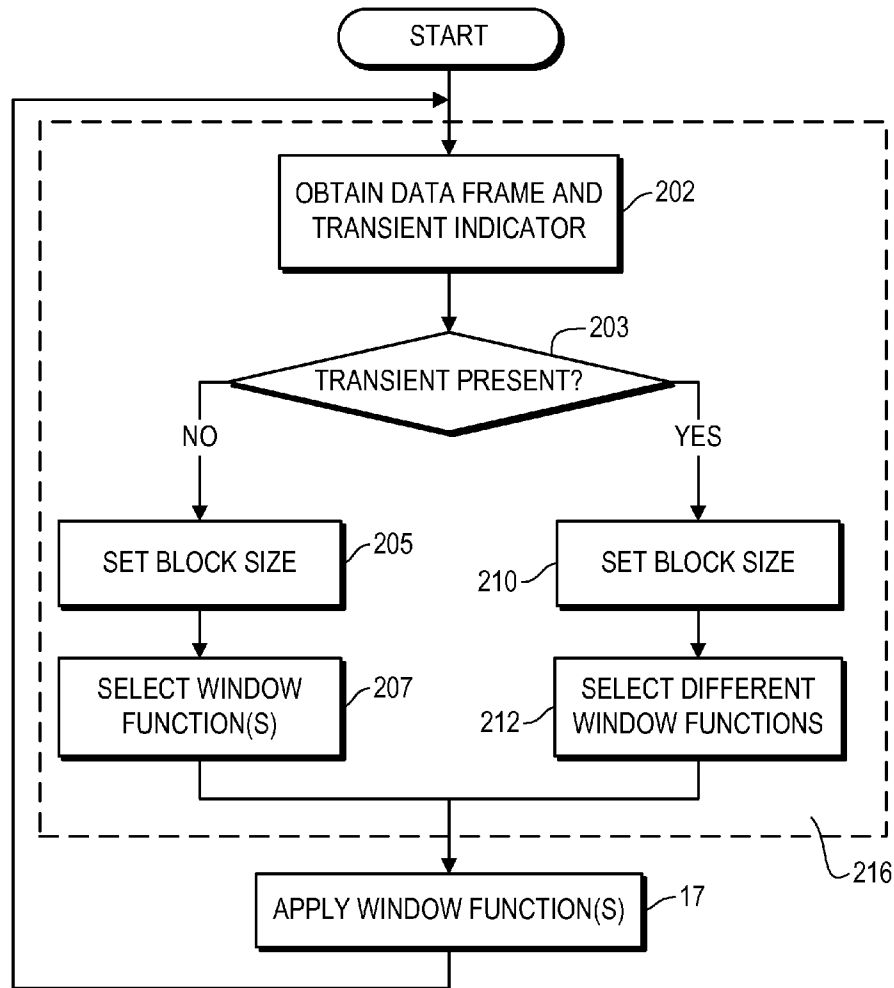 START
OBTAIN DATA FRAME AND
TRANSIENT INDICATOR
202
203
TRANSIENT PRESENT?
NO
YES
SET BLOCK SIZE
205
210
SET BLOCK SIZE
SELECT WINDOW
FUNCTION(S)
207
212
SELECT DIFFERENT
WINDOW FUNCTIONS
216
APPLY WINDOW FUNCTION(S)
17